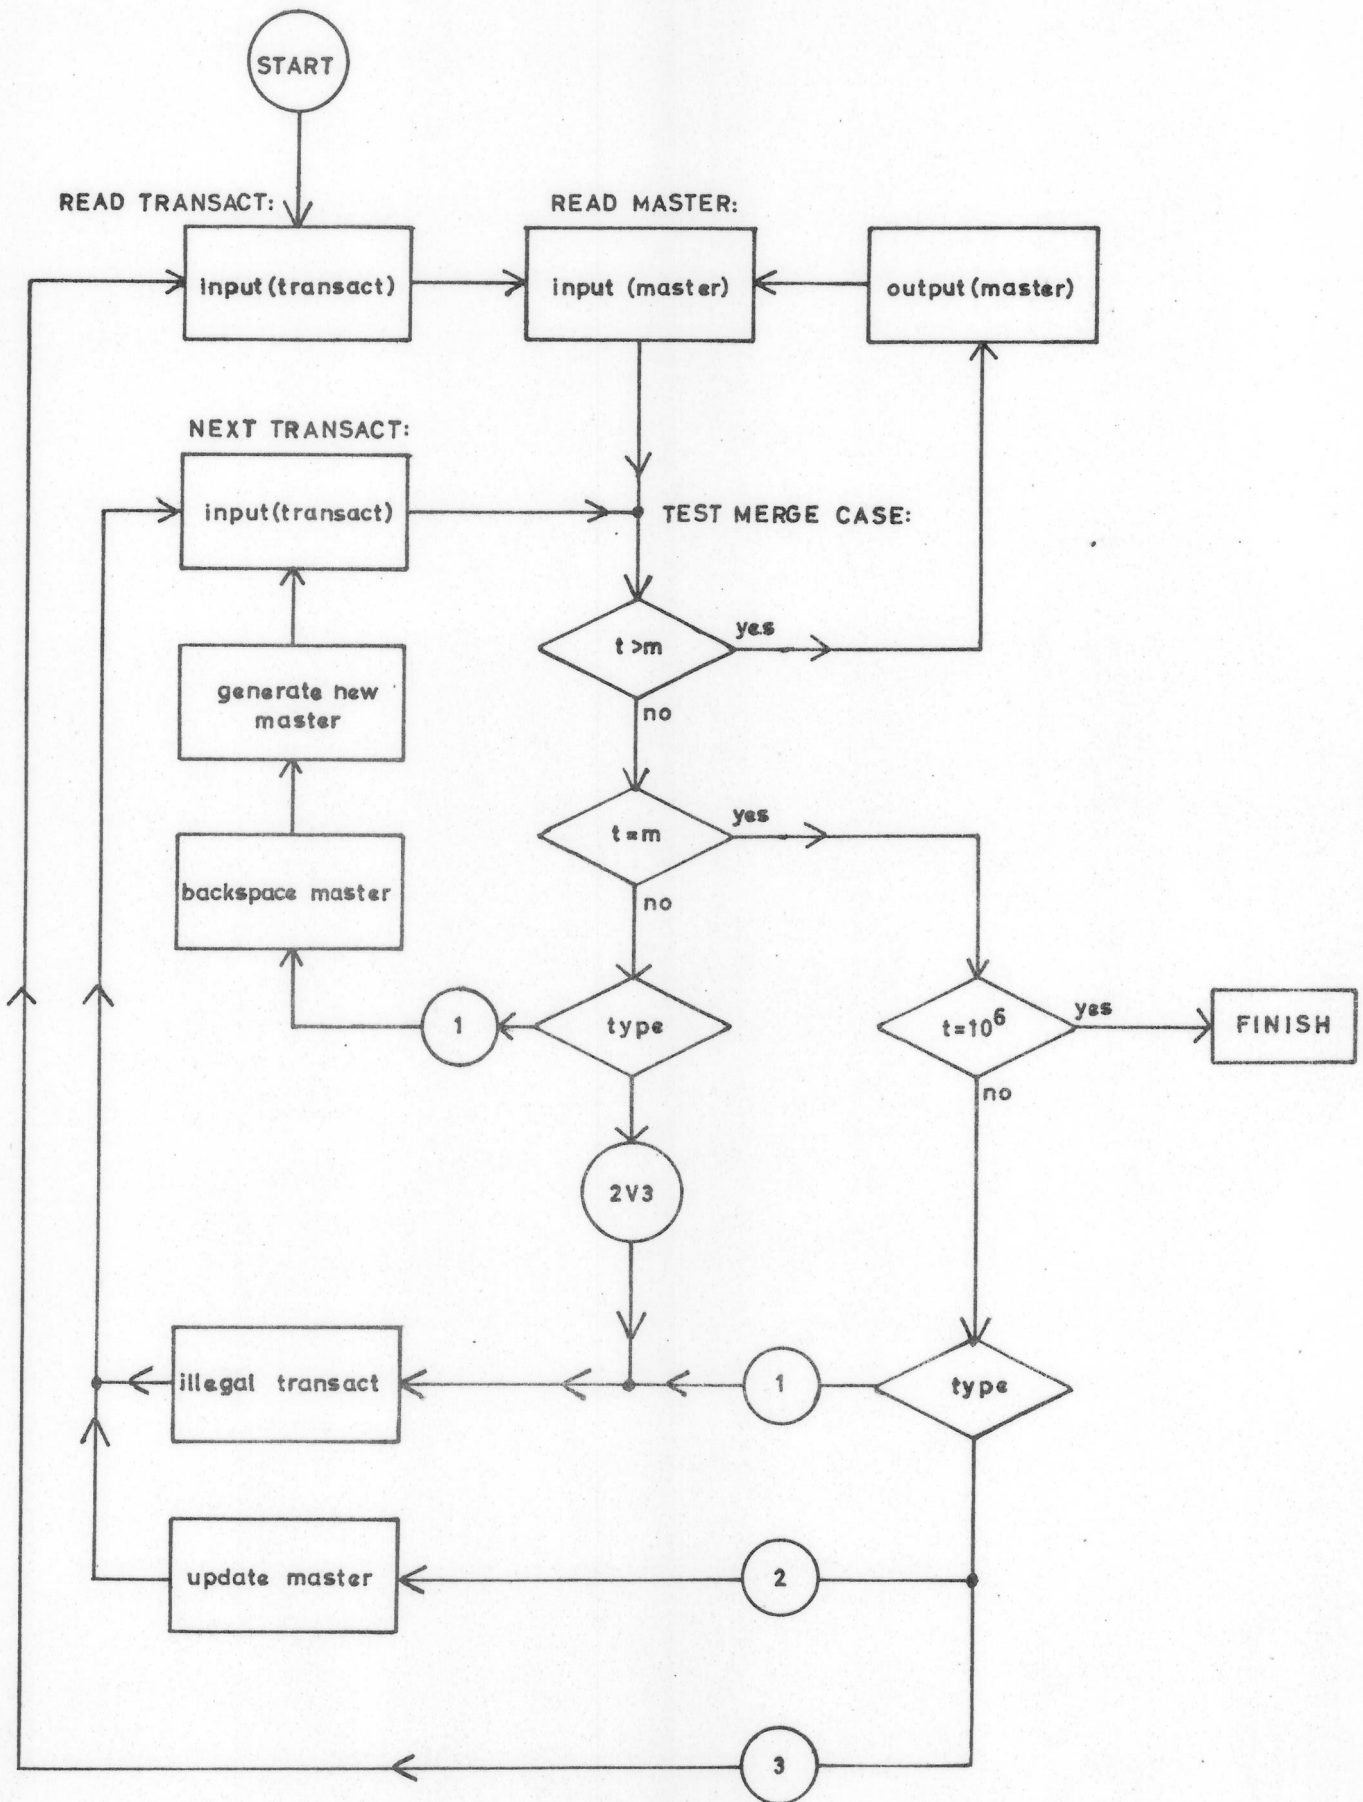 START
READ TRANSACT:
READ MASTER:
input(transact)
input (master)
output(master)
NEXT TRANSACT:
input(transact)
TEST MERGE CASE:
t>m
yes
no
generate new
master
t=m
yes
no
backspace master
1
type
t=10⁶
yes
FINISH
no
2V3
illegal transact
1
type
update master
2
3